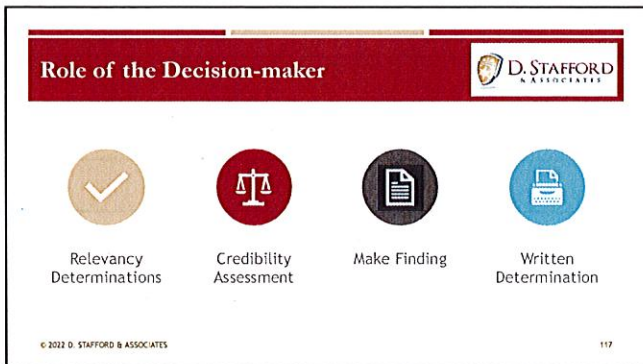 Role of the Decision-maker
D. STAFFORD
& ASSOCIATES
Relevancy
Determinations
Credibility
Assessment
Make Finding
Written
Determination
© 2022 D. STAFFORD & ASSOCIATES
117